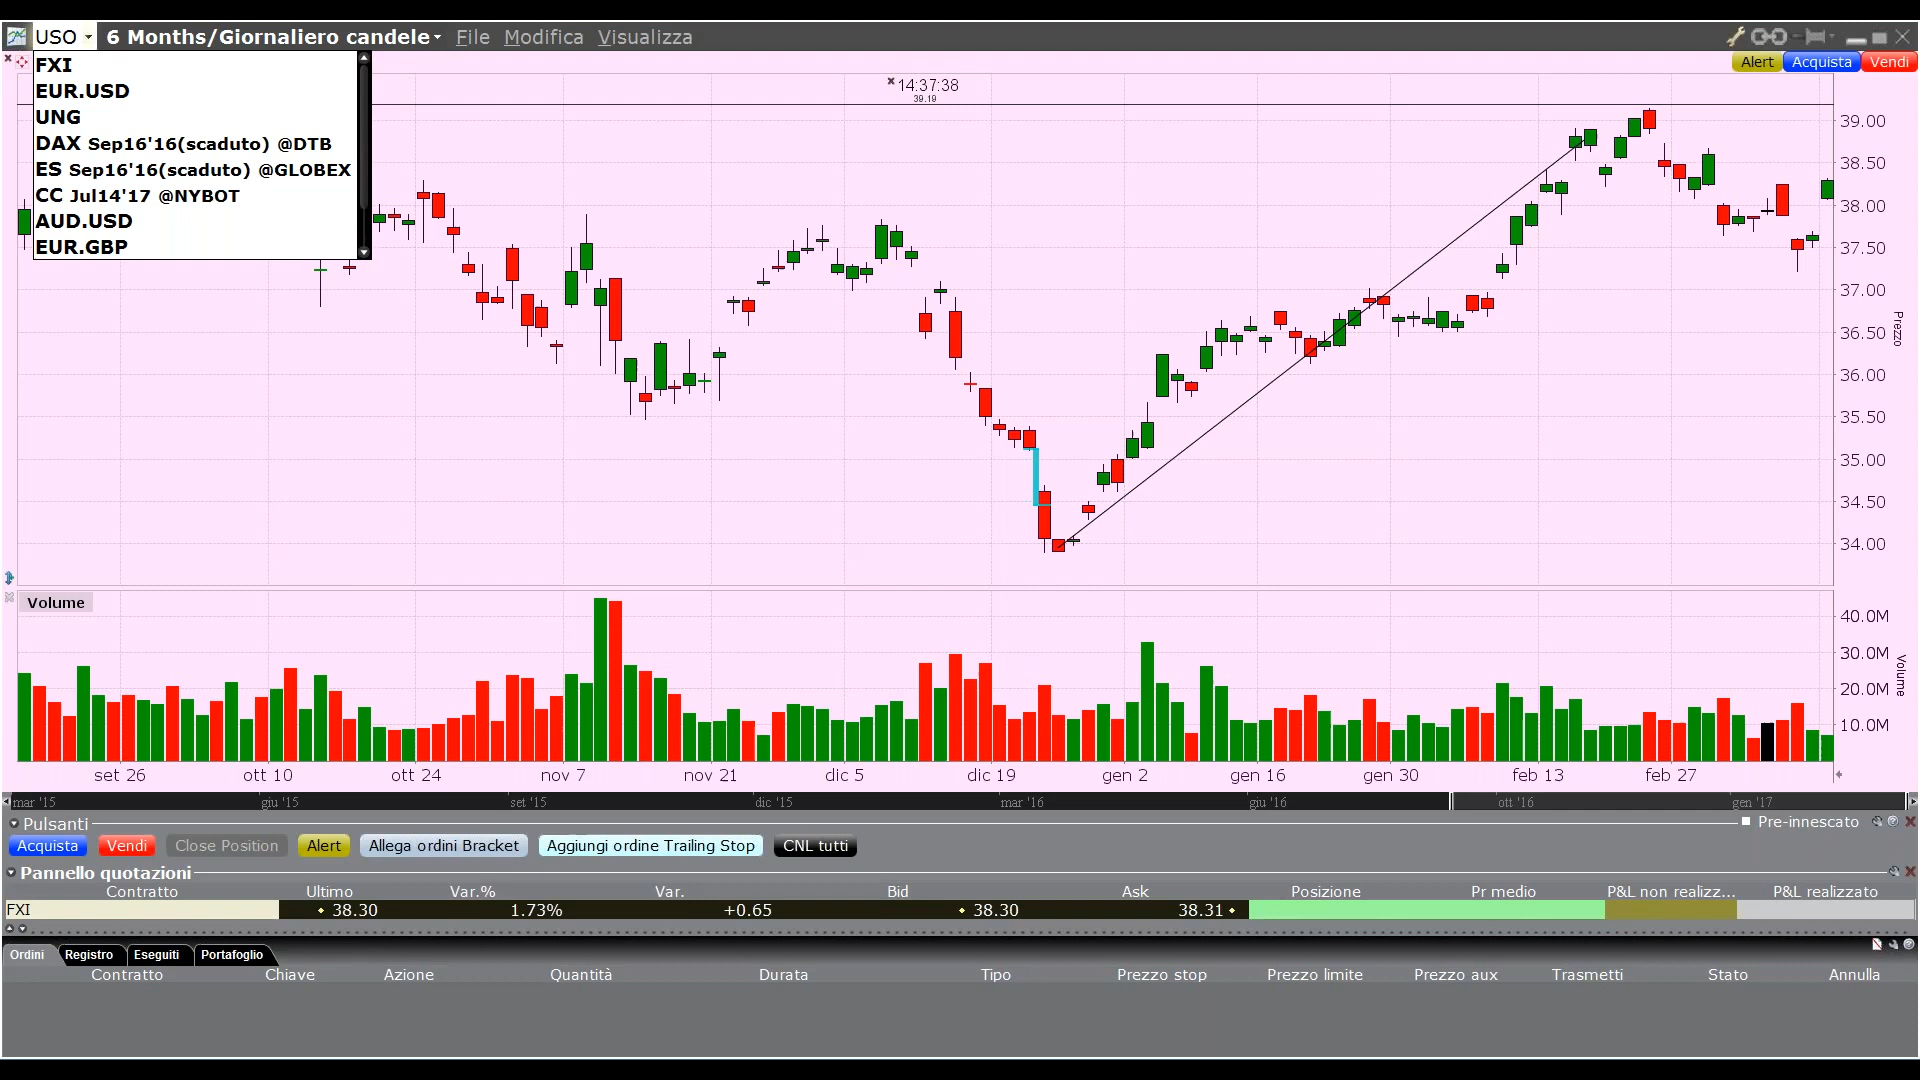 USO 6 Months/Giornaliero candele File Modifica Visualizza
Alert Acquista Vendi
FXI
EUR.USD
UNG
DAX Sep16'16(scaduto) @DTB
ES Sep16'16(scaduto) @GLOBEX
CC Jul14'17 @NYBOT
AUD.USD
EUR.GBP
14:37:38
39.19
39.00
38.50
38.00
37.50
37.00
36.50
36.00
35.50
35.00
34.50
34.00
Prezzo
Volume
40.0M
30.0M
20.0M
10.0M
Volume
set 26 ott 10 ott 24 nov 7 nov 21 dic 5 dic 19 gen 2 gen 16 gen 30 feb 13 feb 27
mar '15 giu '15 set '15 dic '15 mar '16 giu '16 ott '16 gen '17
Pulsanti Pre-innescato
Acquista Vendi Close Position Alert Allega ordini Bracket Aggiungi ordine Trailing Stop CNL tutti
Pannello quotazioni
Contratto Ultimo Var.% Var. Bid Ask Posizione Pr medio P&L non realizz... P&L realizzato
FXI 38.30 1.73% +0.65 38.30 38.31
Ordini Registro Eseguiti Portafoglio
Contratto Chiave Azione Quantità Durata Tipo Prezzo stop Prezzo limite Prezzo aux Trasmetti Stato Annulla